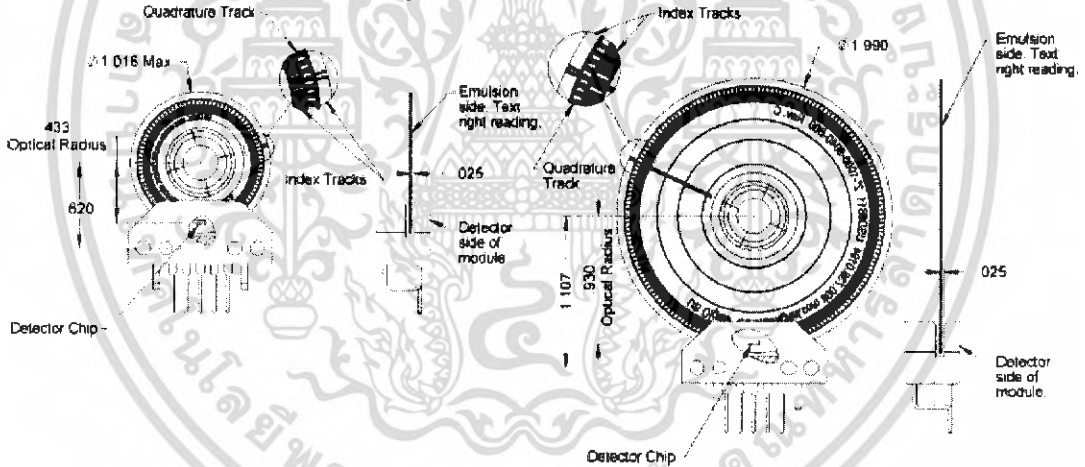 Quadrature Track
Index Tracks
∅ 1 016 Max
∅ 1 990
Emulsion
side. Text
right reading.
Emulsion
side. Text
right reading.
433
Optical Radius
620
Index Tracks
025
Quadrature
Track
Detector
side of
module
1 107
930
Optical Radius
025
Detector Chip
Detector
side of
module.
Detector Chip